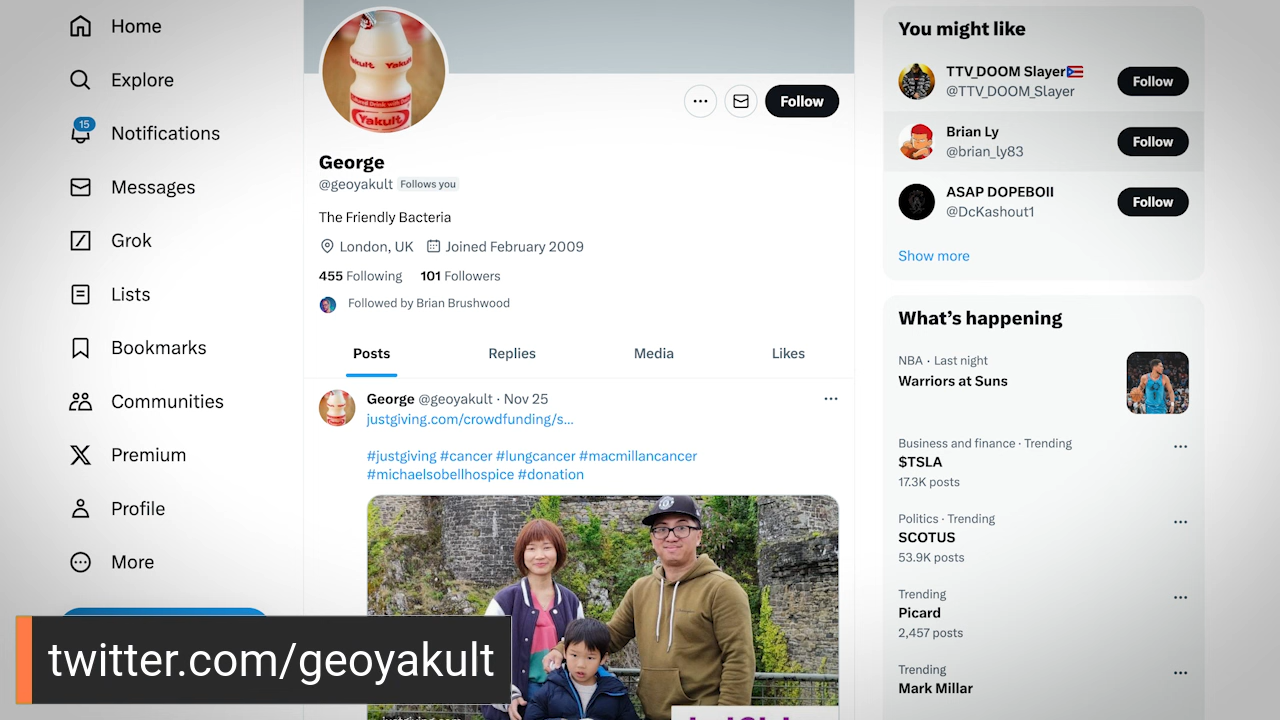 Home
Explore
15
Notifications
Messages
Grok
Lists
Bookmarks
Communities
Premium
Profile
More
Yakult
Yakult
Yakult
Follow
George
@geoyakult Follows you
The Friendly Bacteria
London, UK Joined February 2009
455 Following 101 Followers
Followed by Brian Brushwood
Posts Replies Media Likes
George @geoyakult · Nov 25
justgiving.com/crowdfunding/s...
#justgiving #cancer #lungcancer #macmillancancer
#michaelsobellhospice #donation
You might like
TTV_DOOM Slayer🇵🇷
@TTV_DOOM_Slayer
Follow
Brian Ly
@brian_ly83
Follow
ASAP DOPEBOII
@DcKashout1
Follow
Show more
What's happening
NBA · Last night
Warriors at Suns
Business and finance · Trending
$TSLA
17.3K posts
Politics · Trending
SCOTUS
53.9K posts
Trending
Picard
2,457 posts
Trending
Mark Millar
twitter.com/geoyakult